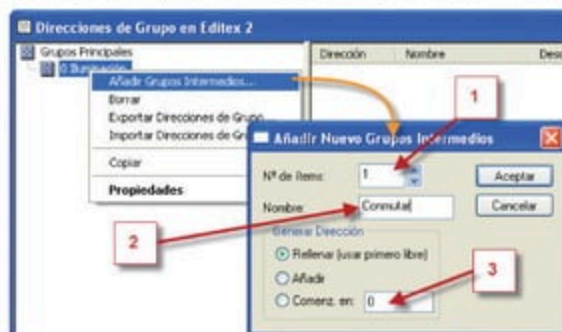 Direcciones de Grupo en Editex 2
Grupos Principales
0 Iluminación
Dirección Nombre Desc
Añadir Grupos Intermedios...
Borrar
Exportar Direcciones de Grupo...
Importar Direcciones de Gr
Copiar
Propiedades
1
Añadir Nuevo Grupos Intermedios
Nº de Items: 1
Aceptar
Nombre: Conmutar
Cancelar
2
Generar Dirección
Rellenar (usar primero libre)
Añadir
3
Comenz. en: 0